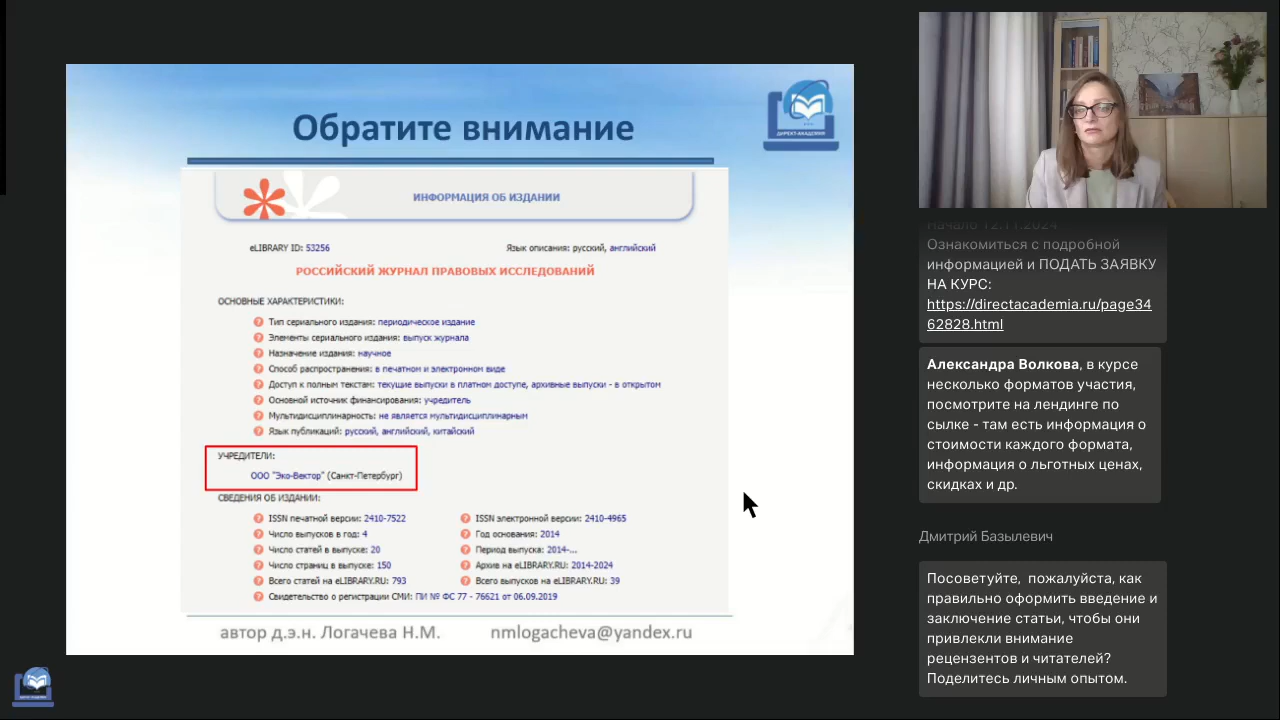 Обратите внимание
ДИРЕКТ-АКАДЕМИЯ
ИНФОРМАЦИЯ ОБ ИЗДАНИИ
eLIBRARY ID: 53256
Язык описания: русский, английский
РОССИЙСКИЙ ЖУРНАЛ ПРАВОВЫХ ИССЛЕДОВАНИЙ
ОСНОВНЫЕ ХАРАКТЕРИСТИКИ:
? Тип сериального издания: периодическое издание
? Элементы сериального издания: выпуск журнала
? Назначение издания: научное
? Способ распространения: в печатном и электронном виде
? Доступ к полным текстам: текущие выпуски в платном доступе, архивные выпуски - в открытом
? Основной источник финансирования: учредитель
? Мультидисциплинарность: не является мультидисциплинарным
? Язык публикаций: русский, английский, китайский
УЧРЕДИТЕЛИ:
ООО "Эко-Вектор" (Санкт-Петербург)
СВЕДЕНИЯ ОБ ИЗДАНИИ:
? ISSN печатной версии: 2410-7522
? ISSN электронной версии: 2410-4965
? Число выпусков в год: 4
? Год основания: 2014
? Число статей в выпуске: 20
? Период выпуска: 2014-...
? Число страниц в выпуске: 150
? Архив на eLIBRARY.RU: 2014-2024
? Всего статей на eLIBRARY.RU: 793
? Всего выпусков на eLIBRARY.RU: 39
? Свидетельство о регистрации СМИ: ПИ № ФС 77 - 76621 от 06.09.2019
автор д.э.н. Логачева Н.М.
nmlogacheva@yandex.ru
Начало 12.11.2024
Ознакомиться с подробной
информацией и ПОДАТЬ ЗАЯВКУ
НА КУРС:
https://directacademia.ru/page34
62828.html
Александра Волкова, в курсе
несколько форматов участия,
посмотрите на лендинге по
сылке - там есть информация о
стоимости каждого формата,
информация о льготных ценах,
скидках и др.
Дмитрий Базылевич
Посоветуйте, пожалуйста, как
правильно оформить введение и
заключение статьи, чтобы они
привлекли внимание
рецензентов и читателей?
Поделитесь личным опытом.